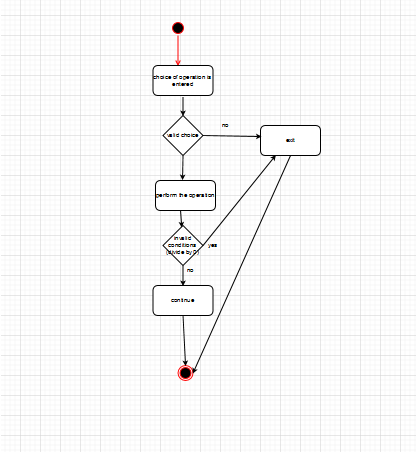 choice of operation is
entered
no
valid choice
exit
perform the operation
invalid
conditions
(divide by 0)
yes
no
continue